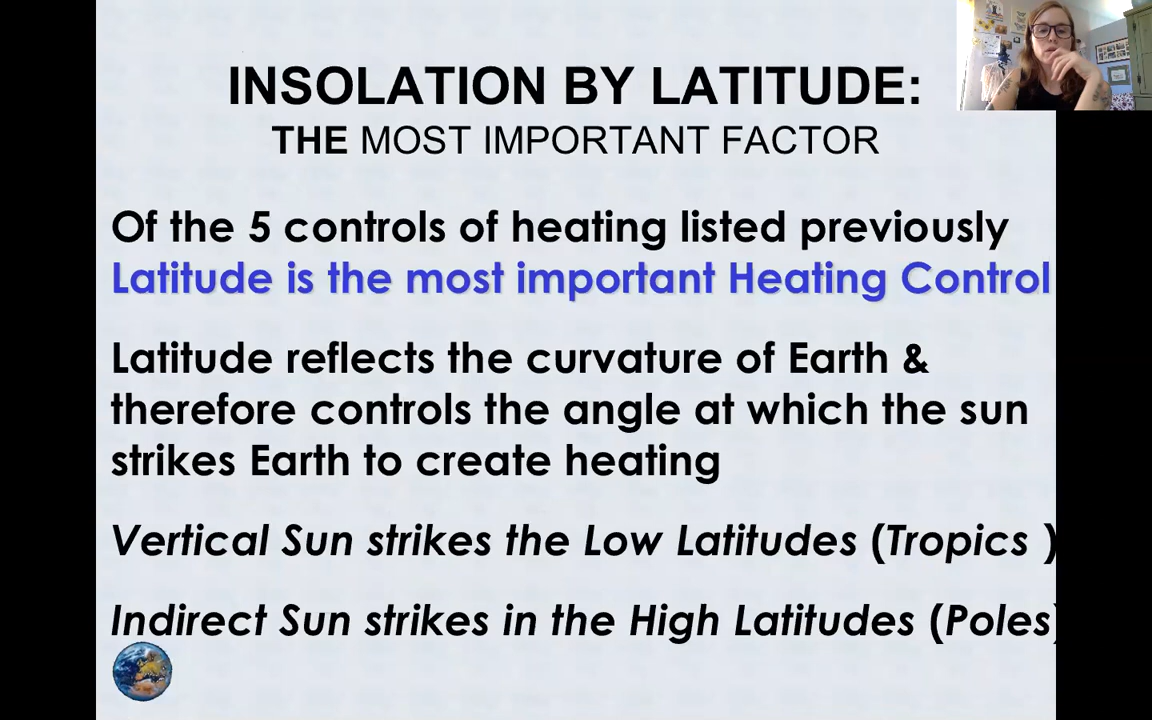 INSOLATION BY LATITUDE:
THE MOST IMPORTANT FACTOR
Of the 5 controls of heating listed previously
Latitude is the most important Heating Control
Latitude reflects the curvature of Earth &
therefore controls the angle at which the sun
strikes Earth to create heating
Vertical Sun strikes the Low Latitudes (Tropics )
Indirect Sun strikes in the High Latitudes (Poles)